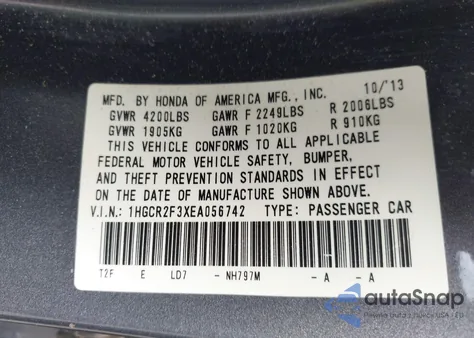 10/'13
MFD. BY HONDA OF AMERICA MFG., INC.
GVWR 4200LBS GAWR F 2249LBS R 2006LBS
GVWR 1905KG GAWR F 1020KG R 910KG
THIS VEHICLE CONFORMS TO ALL APPLICABLE
FEDERAL MOTOR VEHICLE SAFETY, BUMPER,
AND THEFT PREVENTION STANDARDS IN EFFECT
ON THE DATE OF MANUFACTURE SHOWN ABOVE.
V.I.N.: 1HGCR2F3XEA056742 TYPE: PASSENGER CAR
T2F E LD7 - NH797M - A - A
autoSnap